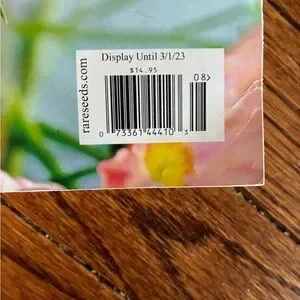 Display Until 3/1/23
$14.95
08>
rareseeds.com
0 73361 44410 3